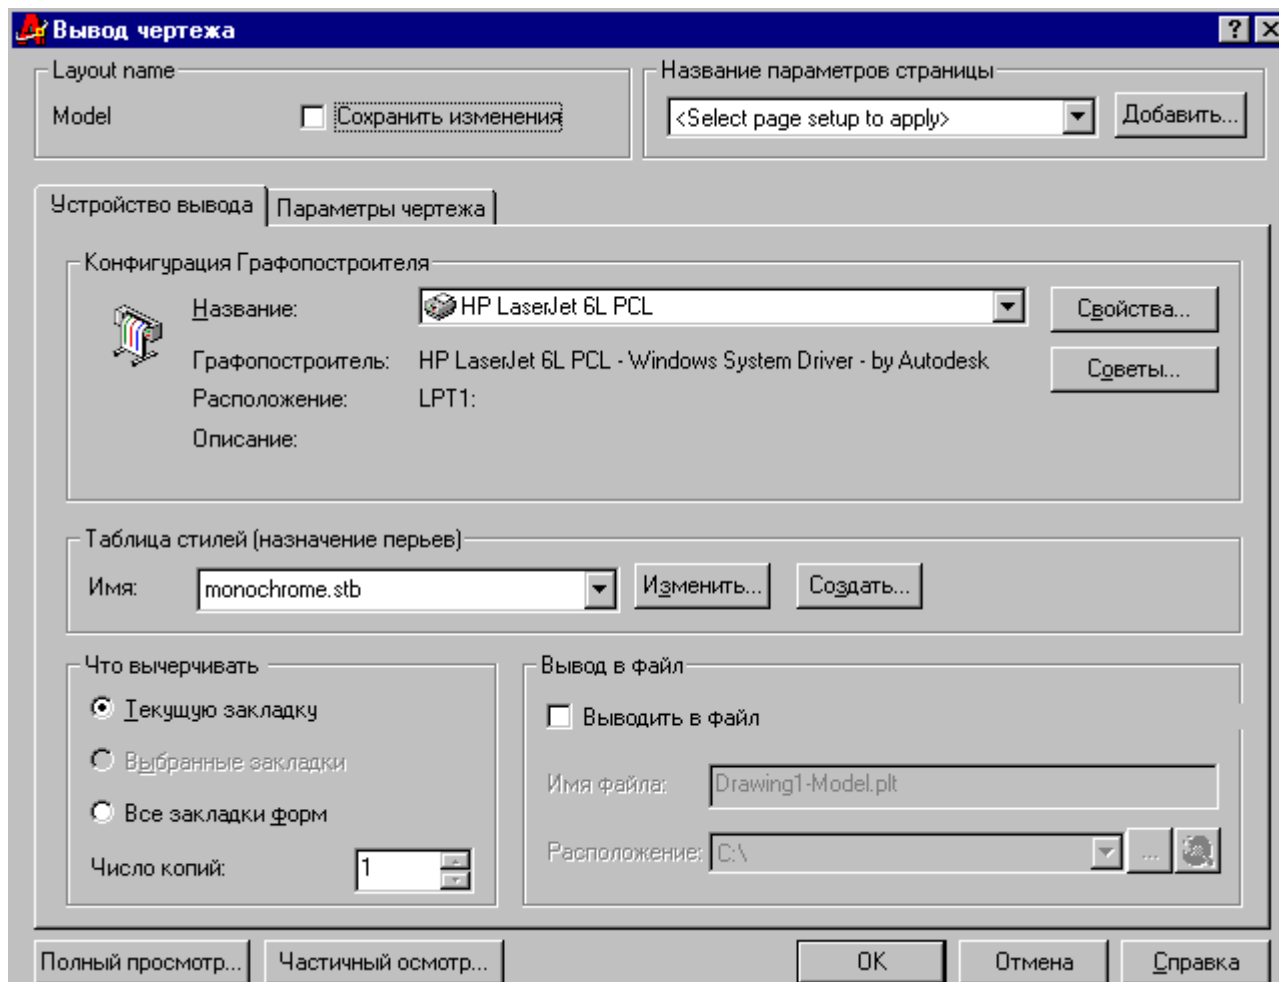 Вывод чертежа
Layout name
Model
Сохранить изменения
Название параметров страницы
<Select page setup to apply>
Добавить...
Устройство вывода
Параметры чертежа
Конфигурация Графопостроителя
Название:
HP LaserJet 6L PCL
Свойства...
Графопостроитель:
HP LaserJet 6L PCL - Windows System Driver - by Autodesk
Советы...
Расположение:
LPT1:
Описание:
Таблица стилей (назначение перьев)
Имя:
monochrome.stb
Изменить...
Создать...
Что вычерчивать
Текущую закладку
Выбранные закладки
Все закладки форм
Число копий:
1
Вывод в файл
Выводить в файл
Имя файла:
Drawing1-Model.plt
Расположение:
C:\
...
Полный просмотр...
Частичный осмотр...
OK
Отмена
Справка